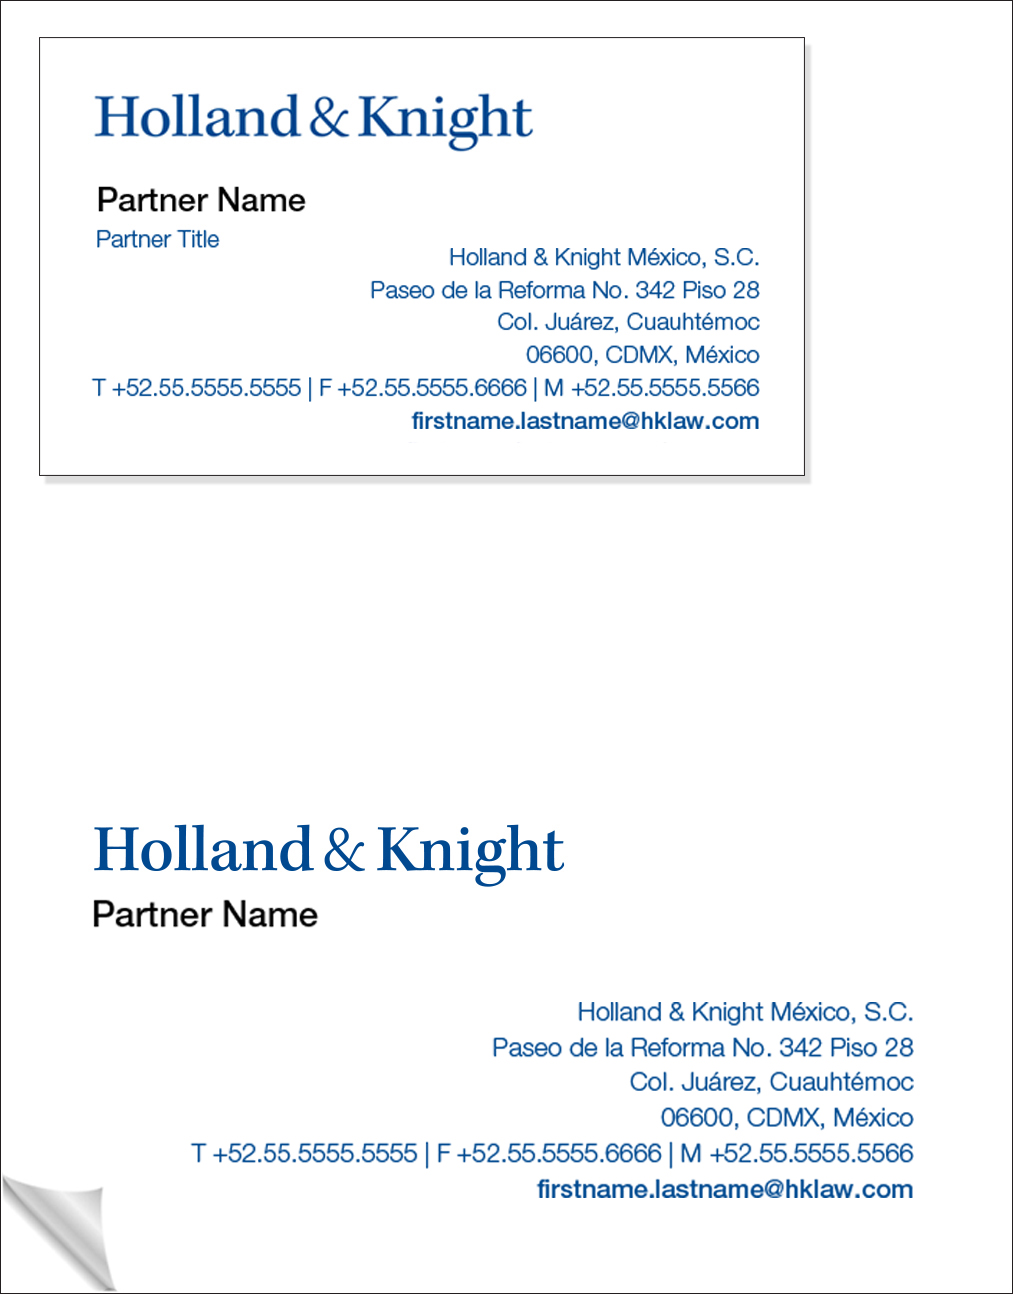 Holland & Knight
Partner Name
Partner Title
Holland & Knight México, S.C.
Paseo de la Reforma No. 342 Piso 28
Col. Juárez, Cuauhtémoc
06600, CDMX, México
T +52.55.5555.5555 | F +52.55.5555.6666 | M +52.55.5555.5566
firstname.lastname@hklaw.com
Holland & Knight
Partner Name
Holland & Knight México, S.C.
Paseo de la Reforma No. 342 Piso 28
Col. Juárez, Cuauhtémoc
06600, CDMX, México
T +52.55.5555.5555 | F +52.55.5555.6666 | M +52.55.5555.5566
firstname.lastname@hklaw.com